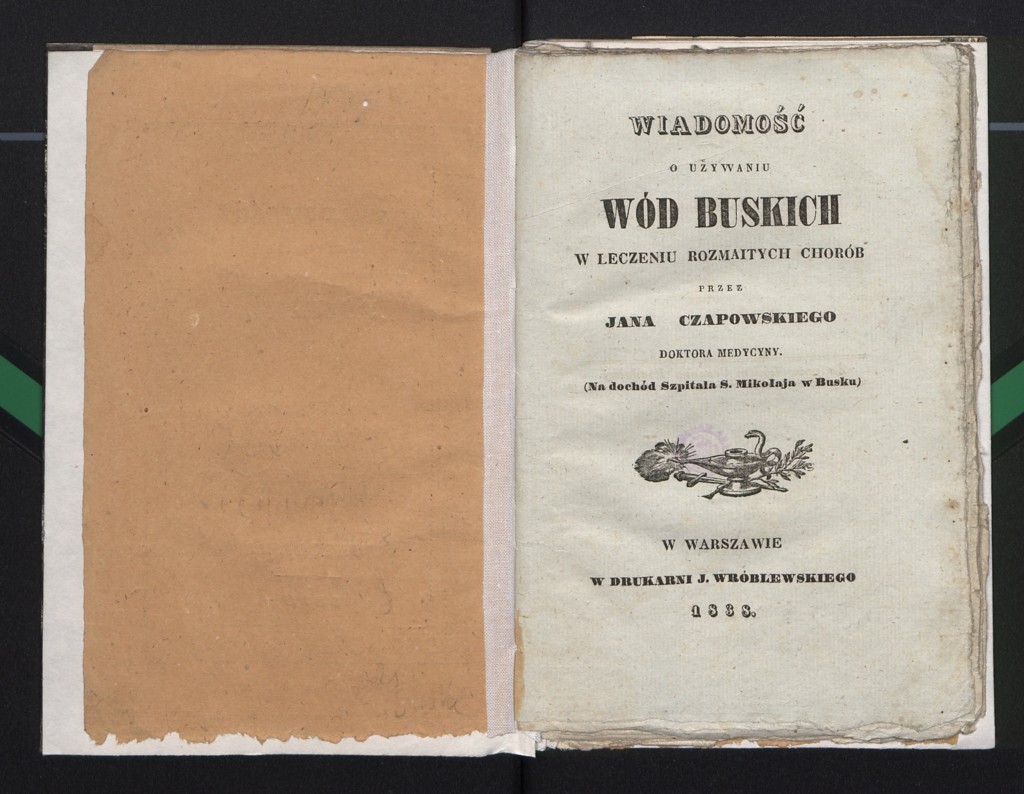 WIADOMOŚĆ
O UŻYWANIU
WÓD BUSKICH
W LECZENIU ROZMAITYCH CHORÓB
PRZEZ
JANA CZAPOWSKIEGO
DOKTORA MEDYCYNY.
(Na dochód Szpitala S. Mikołaja w Busku)
W WARSZAWIE
W DRUKARNI J. WRÓBLEWSKIEGO
1838.